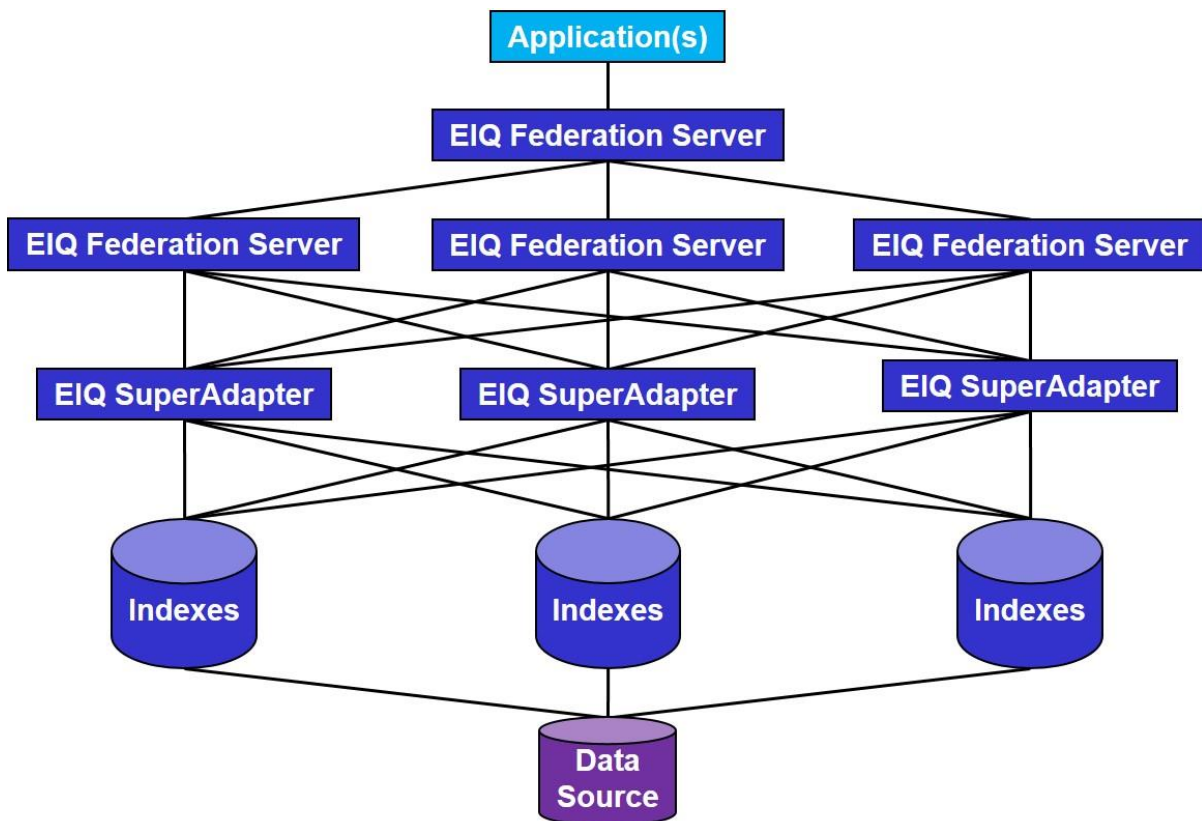 Application(s)
EIQ Federation Server
EIQ Federation Server
EIQ Federation Server
EIQ Federation Server
EIQ SuperAdapter
EIQ SuperAdapter
EIQ SuperAdapter
Indexes
Indexes
Indexes
Data
Source